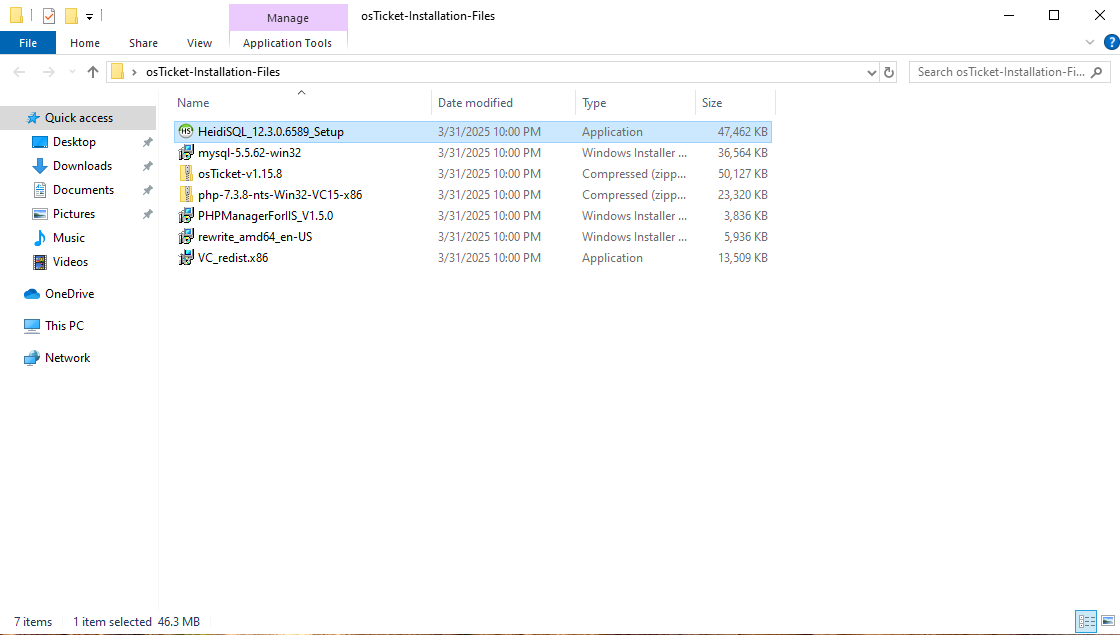 Manage
osTicket-Installation-Files
File
Home
Share
View
Application Tools
?
osTicket-Installation-Files
Search osTicket-Installation-Fi...
Name
Date modified
Type
Size
Quick access
Desktop
Downloads
Documents
Pictures
Music
Videos
OneDrive
This PC
Network
HS HeidiSQL_12.3.0.6589_Setup 3/31/2025 10:00 PM Application 47,462 KB
mysql-5.5.62-win32 3/31/2025 10:00 PM Windows Installer ... 36,564 KB
osTicket-v1.15.8 3/31/2025 10:00 PM Compressed (zipp... 50,127 KB
php-7.3.8-nts-Win32-VC15-x86 3/31/2025 10:00 PM Compressed (zipp... 23,320 KB
PHPManagerForIIS_V1.5.0 3/31/2025 10:00 PM Windows Installer ... 3,836 KB
rewrite_amd64_en-US 3/31/2025 10:00 PM Windows Installer ... 5,936 KB
VC_redist.x86 3/31/2025 10:00 PM Application 13,509 KB
7 items 1 item selected 46.3 MB